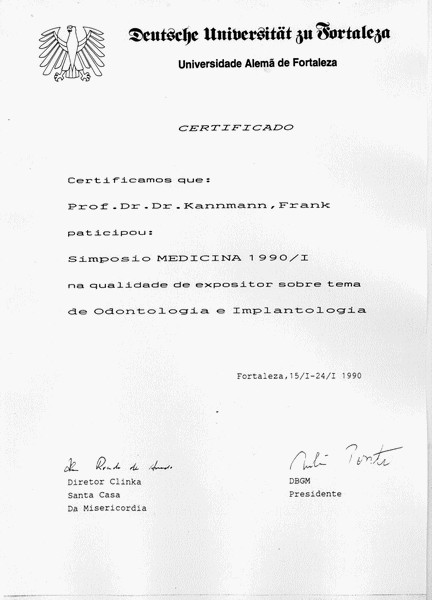 Deutsche Universität zu Fortaleza
Universidade Alemã de Fortaleza
CERTIFICADO
Certificamos que:
Prof.Dr.Dr.Kannmann,Frank
paticipou:
Simposio MEDICINA 1990/I
na qualidade de expositor sobre tema
de Odontologia e Implantologia
Fortaleza,15/I-24/I 1990
Ponte
Diretor Clinka
Santa Casa
Da Misericordia
DBGM
Presidente